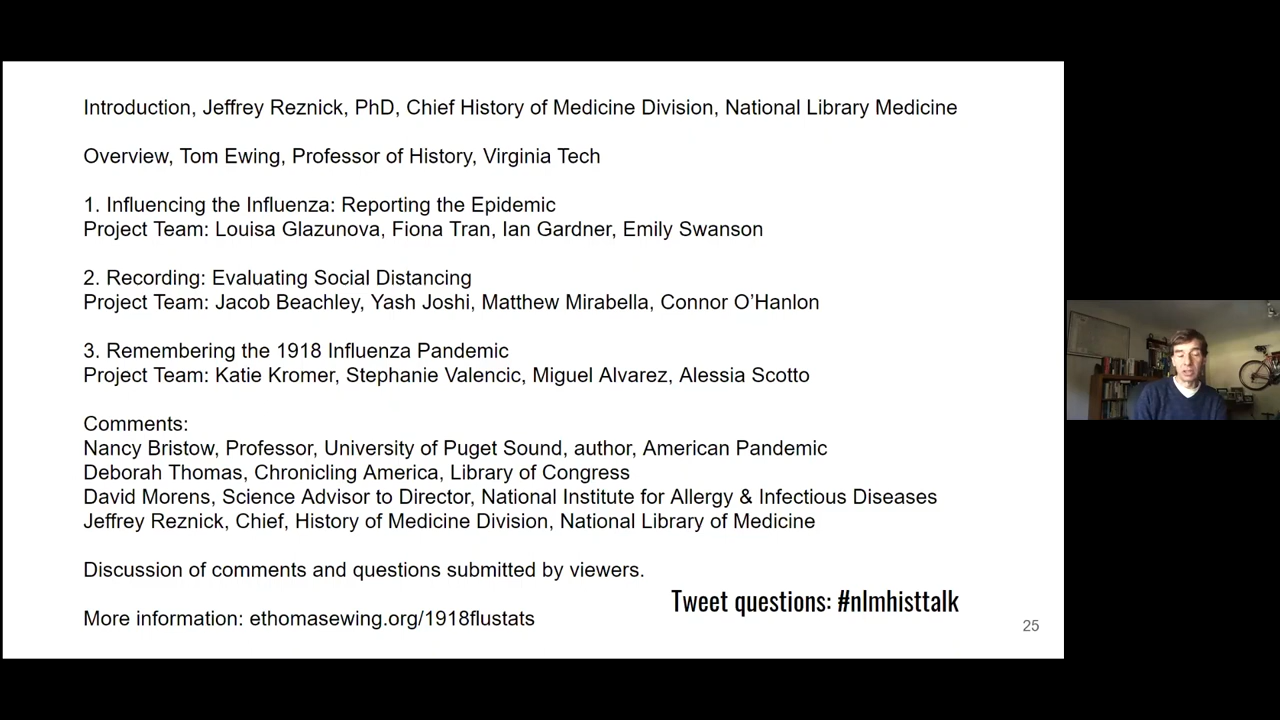 Introduction, Jeffrey Reznick, PhD, Chief History of Medicine Division, National Library Medicine
Overview, Tom Ewing, Professor of History, Virginia Tech
1. Influencing the Influenza: Reporting the Epidemic
Project Team: Louisa Glazunova, Fiona Tran, Ian Gardner, Emily Swanson
2. Recording: Evaluating Social Distancing
Project Team: Jacob Beachley, Yash Joshi, Matthew Mirabella, Connor O’Hanlon
3. Remembering the 1918 Influenza Pandemic
Project Team: Katie Kromer, Stephanie Valencic, Miguel Alvarez, Alessia Scotto
Comments:
Nancy Bristow, Professor, University of Puget Sound, author, American Pandemic
Deborah Thomas, Chronicling America, Library of Congress
David Morens, Science Advisor to Director, National Institute for Allergy & Infectious Diseases
Jeffrey Reznick, Chief, History of Medicine Division, National Library of Medicine
Discussion of comments and questions submitted by viewers.
Tweet questions: #nlmhisttalk
More information: ethomasewing.org/1918flustats
25